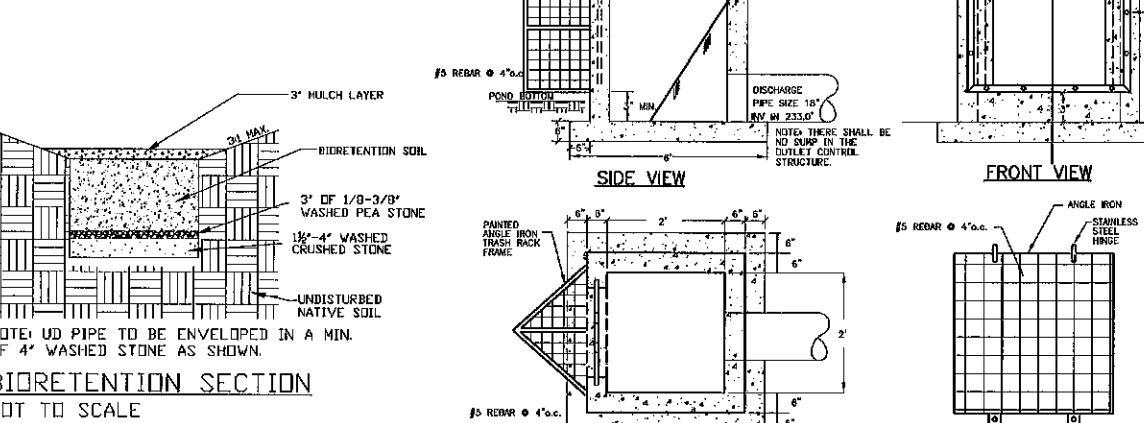 3" MULCH LAYER
3:1 MAX.
BIORETENTION SOIL
3" OF 1/8-3/8"
WASHED PEA STONE
1½"-4" WASHED
CRUSHED STONE
UNDISTURBED
NATIVE SOIL
OTE: UD PIPE TO BE ENVELOPED IN A MIN.
F 4" WASHED STONE AS SHOWN.
BIORETENTION SECTION
OT TO SCALE
#5 REBAR @ 4"o.c.
POND BOTTOM
MIN.
DISCHARGE
PIPE SIZE 18"
INV IN 233.0'
NOTE: THERE SHALL BE
NO SUMP IN THE
OUTLET CONTROL
STRUCTURE.
6"
6"
6'
SIDE VIEW
FRONT VIEW
PAINTED
ANGLE IRON
TRASH RACK
FRAME
6"
6"
2'
6"
6"
6"
6"
2'
6"
6"
#5 REBAR @ 4"o.c.
ANGLE IRON
#5 REBAR @ 4"o.c.
STAINLESS
STEEL
HINGE